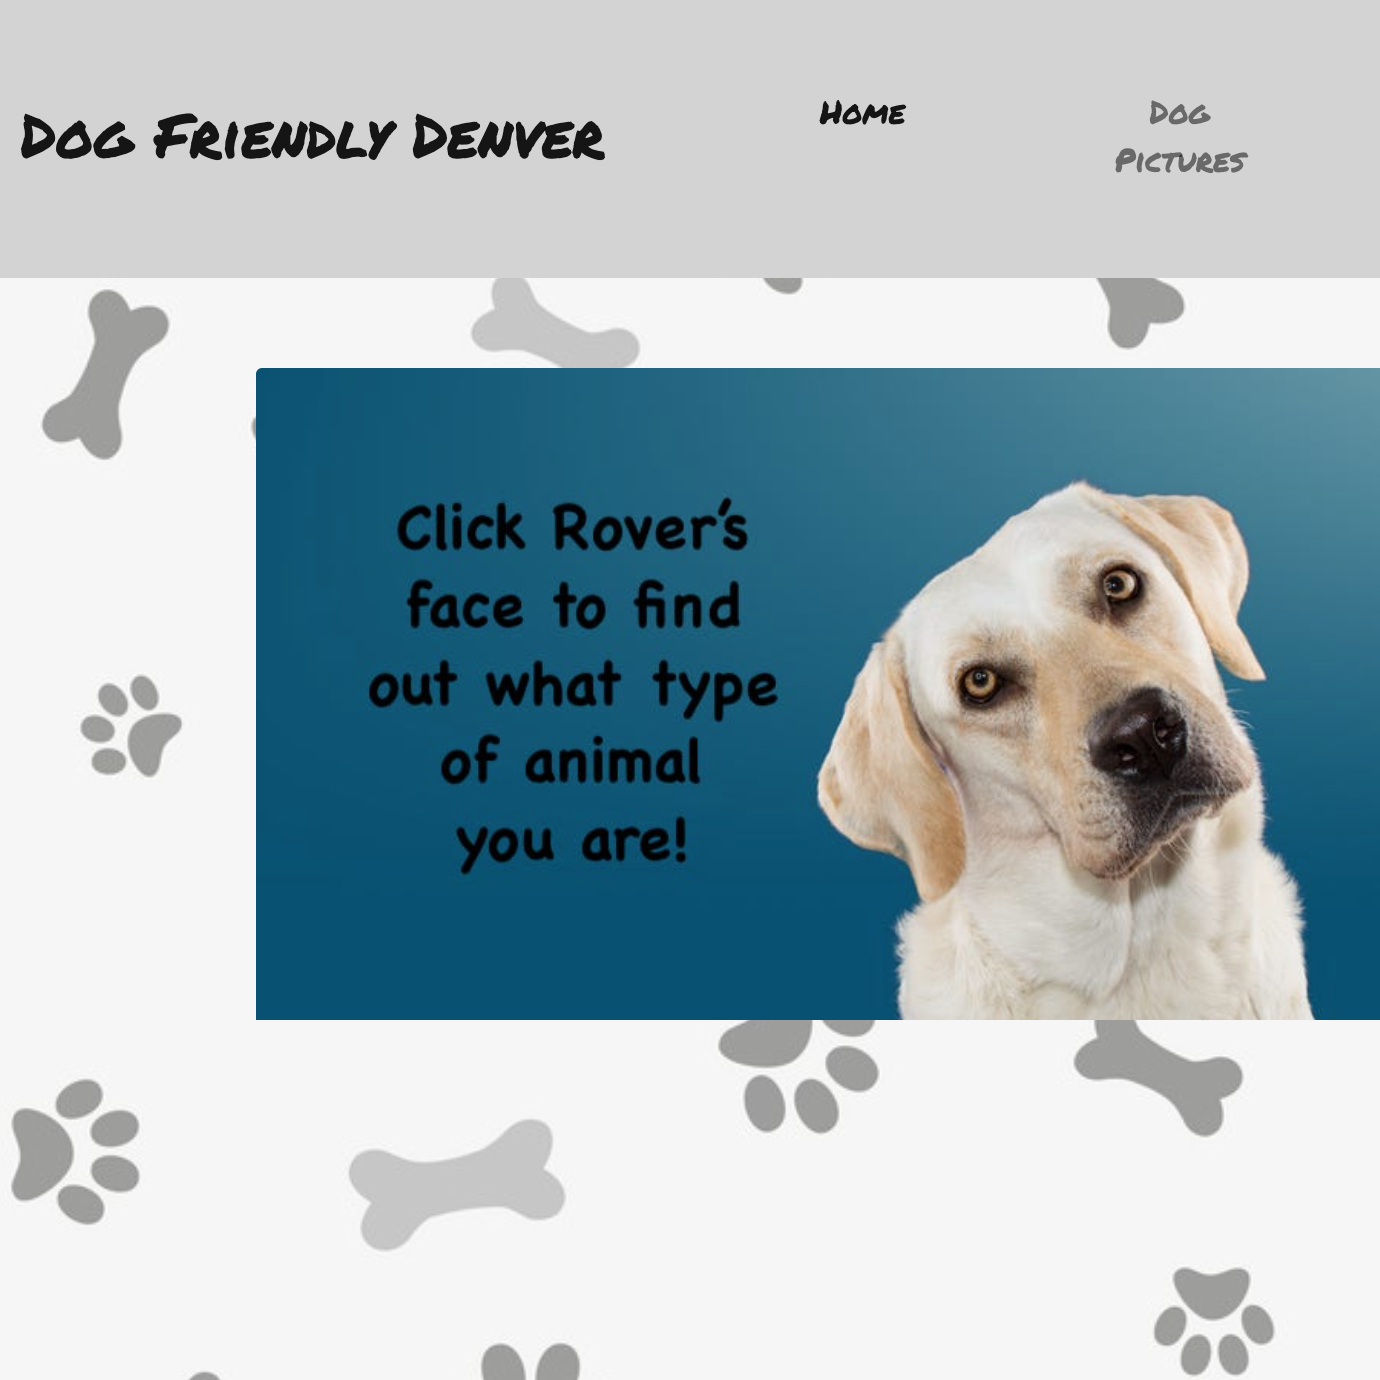 Dog Friendly Denver
Home
Dog
Pictures
Click Rover's
face to find
out what type
of animal
you are!